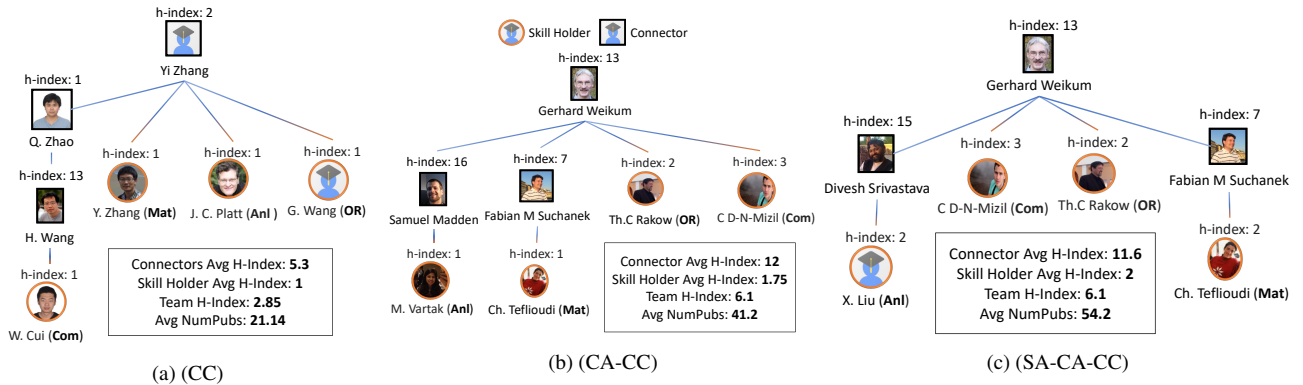 h-index: 2
Yi Zhang
h-index: 1
Q. Zhao
h-index: 13
H. Wang
h-index: 1
W. Cui (Com)
h-index: 1
Y. Zhang (Mat)
h-index: 1
J. C. Platt (Anl)
h-index: 1
G. Wang (OR)
Connectors Avg H-Index: 5.3
Skill Holder Avg H-Index: 1
Team H-Index: 2.85
Avg NumPubs: 21.14
(a) (CC)
Skill Holder
Connector
h-index: 13
Gerhard Weikum
h-index: 16
Samuel Madden
h-index: 1
M. Vartak (Anl)
h-index: 7
Fabian M Suchanek
h-index: 1
Ch. Teflioudi (Mat)
h-index: 2
Th.C Rakow (OR)
h-index: 3
C D-N-Mizil (Com)
Connector Avg H-Index: 12
Skill Holder Avg H-Index: 1.75
Team H-Index: 6.1
Avg NumPubs: 41.2
(b) (CA-CC)
h-index: 13
Gerhard Weikum
h-index: 15
Divesh Srivastava
h-index: 2
X. Liu (Anl)
h-index: 3
C D-N-Mizil (Com)
h-index: 2
Th.C Rakow (OR)
h-index: 7
Fabian M Suchanek
h-index: 2
Ch. Teflioudi (Mat)
Connector Avg H-Index: 11.6
Skill Holder Avg H-Index: 2
Team H-Index: 6.1
Avg NumPubs: 54.2
(c) (SA-CA-CC)